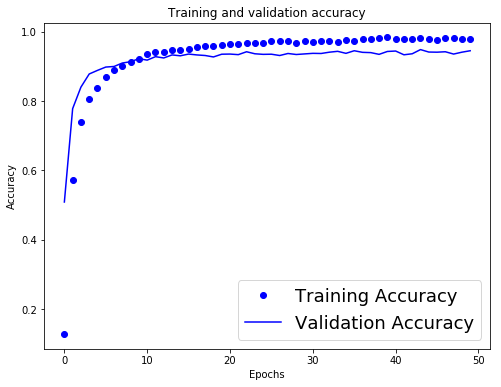 Training and validation accuracy
1.0
0.8
0.6
0.4
0.2
Accuracy
Training Accuracy
Validation Accuracy
0 10 20 30 40 50
Epochs